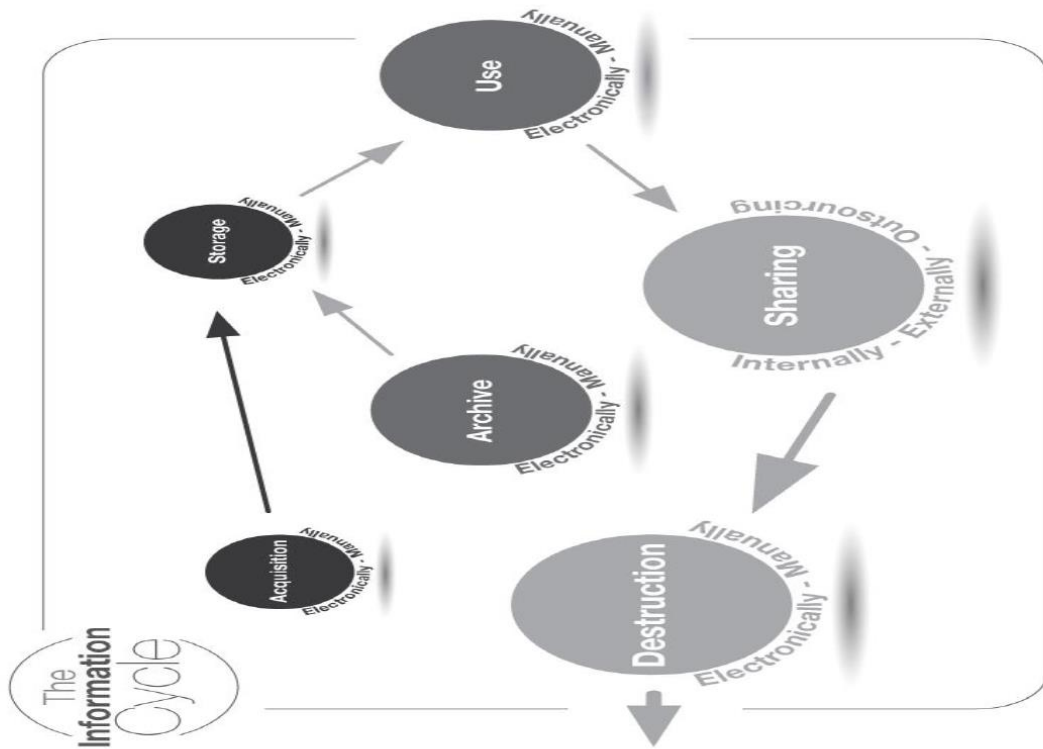 The
Information
Cycle
Acquisition
Electronically - Manually
Storage
Electronically - Manually
Archive
Electronically - Manually
Use
Electronically - Manually
Sharing
Internally - Externally - Outsourcing
Destruction
Electronically - Manually